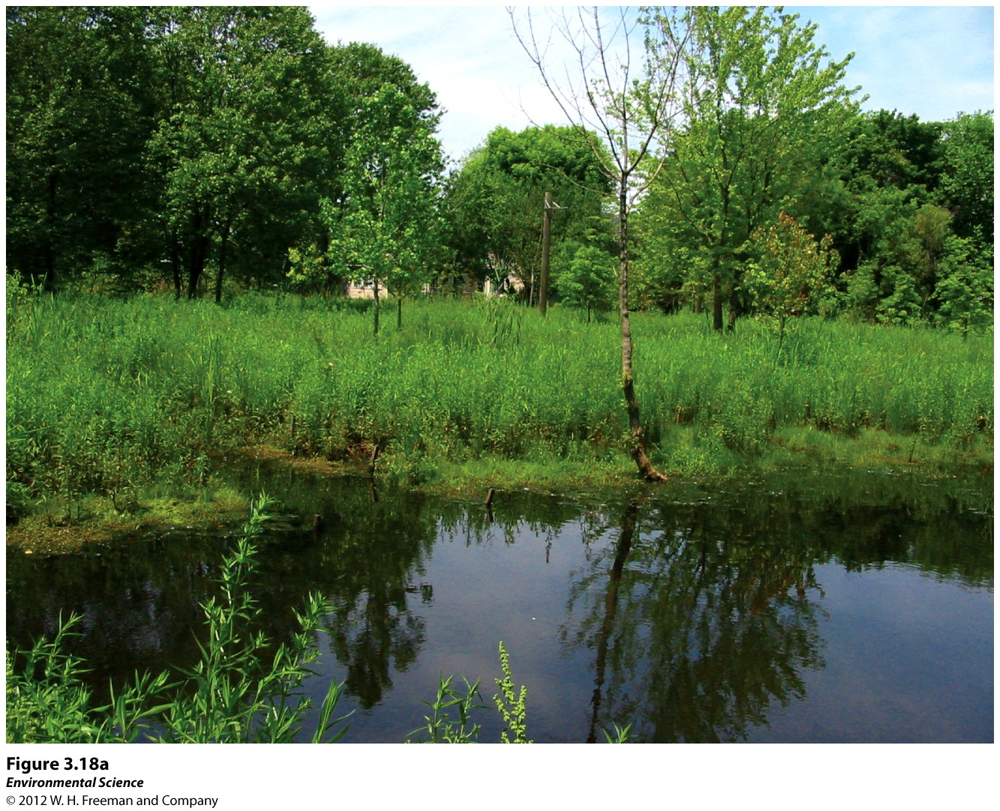 Figure 3.18a
Environmental Science
© 2012 W. H. Freeman and Company